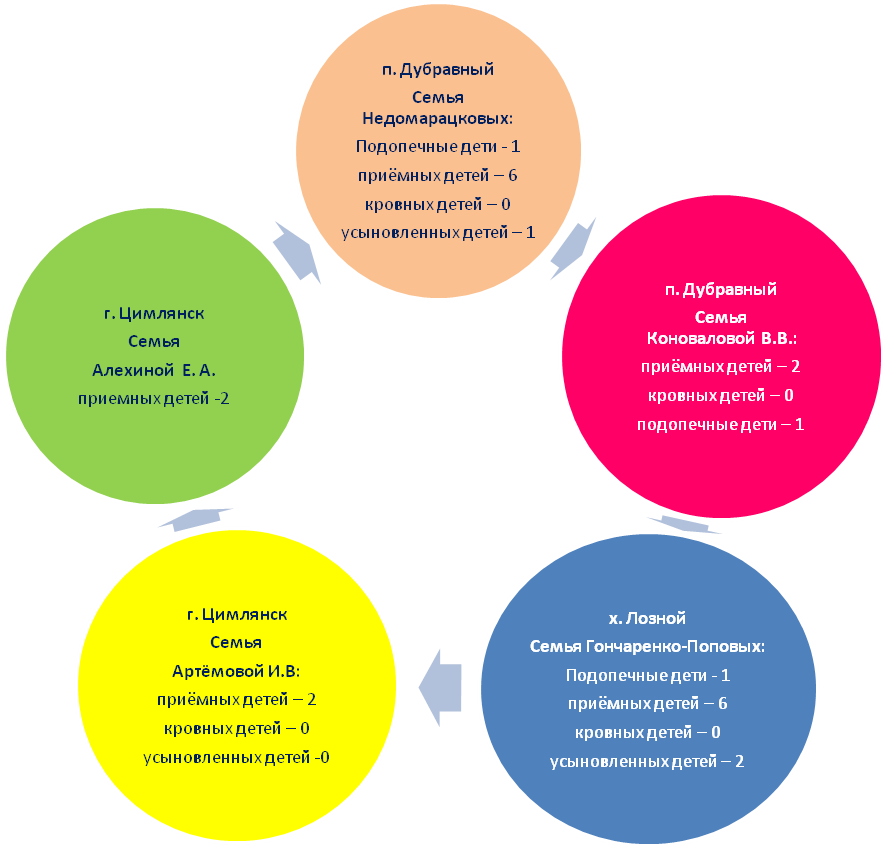 п. Дубравный
Семья
Недомарацковых:
Подопечные дети - 1
приёмных детей – 6
кровных детей – 0
усыновленных детей – 1
п. Дубравный
Семья
Коноваловой В.В.:
приёмных детей – 2
кровных детей – 0
подопечные дети – 1
х. Лозной
Семья Гончаренко-Поповых:
Подопечные дети - 1
приёмных детей – 6
кровных детей – 0
усыновленных детей – 2
г. Цимлянск
Семья
Артёмовой И.В:
приёмных детей – 2
кровных детей – 0
усыновленных детей -0
г. Цимлянск
Семья
Алехиной Е. А.
приемных детей -2